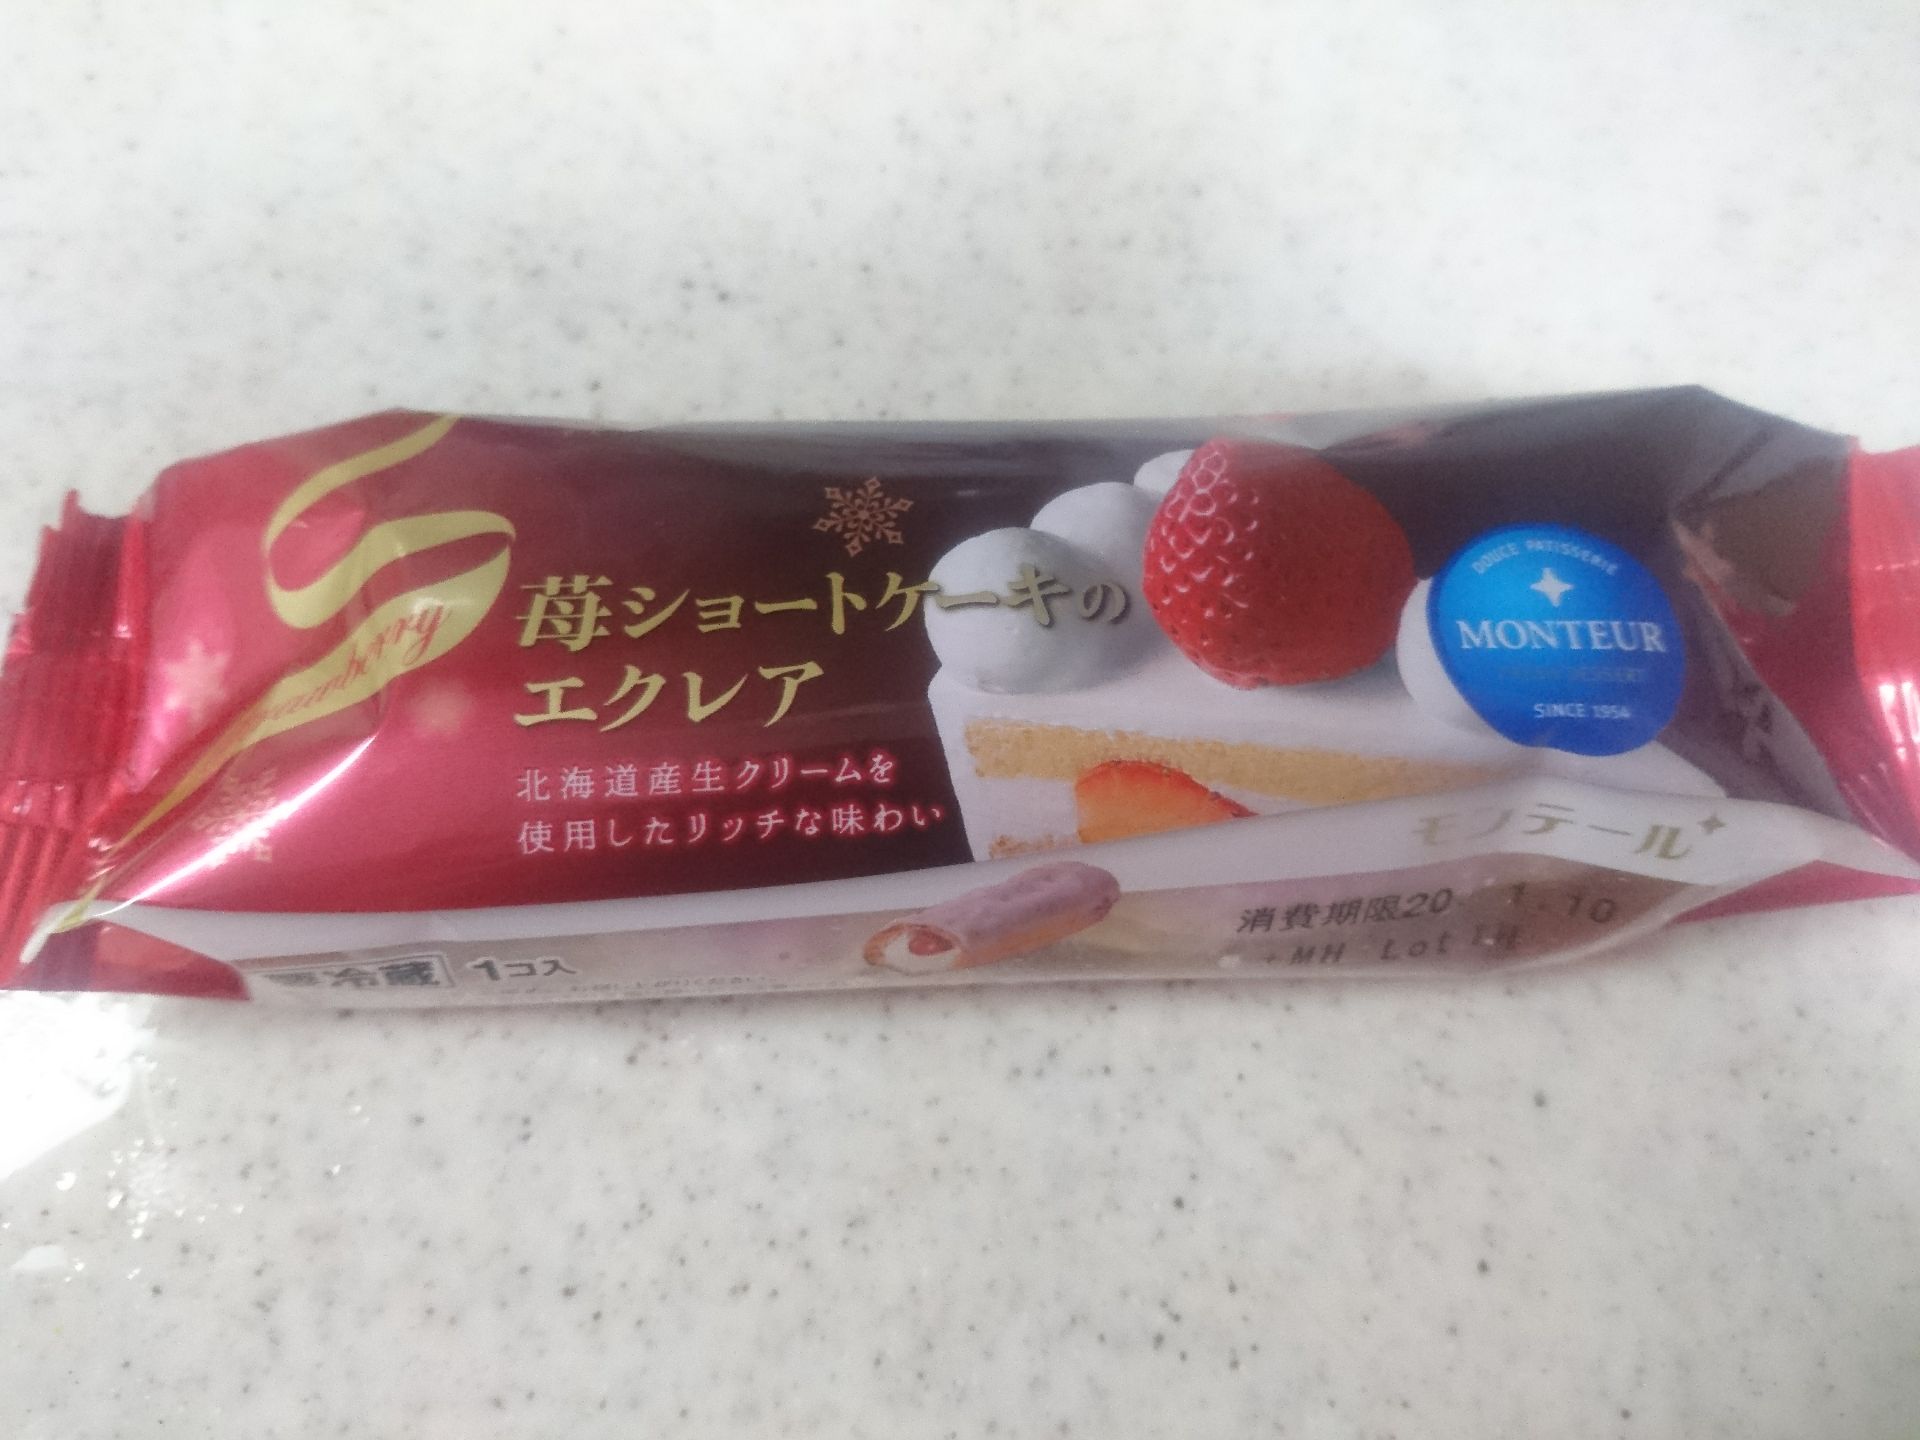 苺ショートケーキの
エクレア
北海道産生クリームを
使用したリッチな味わい
DOUCE PATISSERIE
MONTEUR
SINCE 1954
モンテール
消費期限20. 1.10
+MH Lot
要冷蔵 1コ入